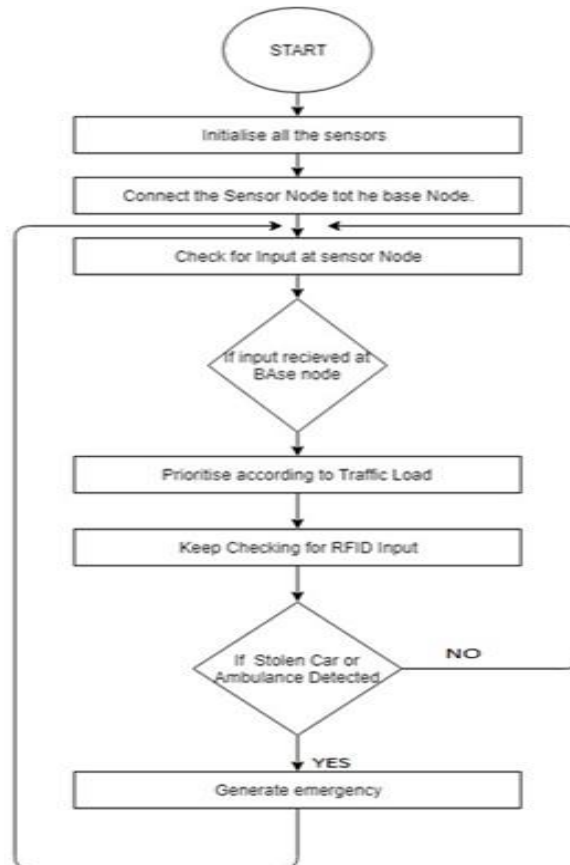 START
Initialise all the sensors
Connect the Sensor Node tot he base Node.
Check for Input at sensor Node
If input recieved at
BAse node
Prioritise according to Traffic Load
Keep Checking for RFID Input
If Stolen Car or
Ambulance Detected
NO
YES
Generate emergency